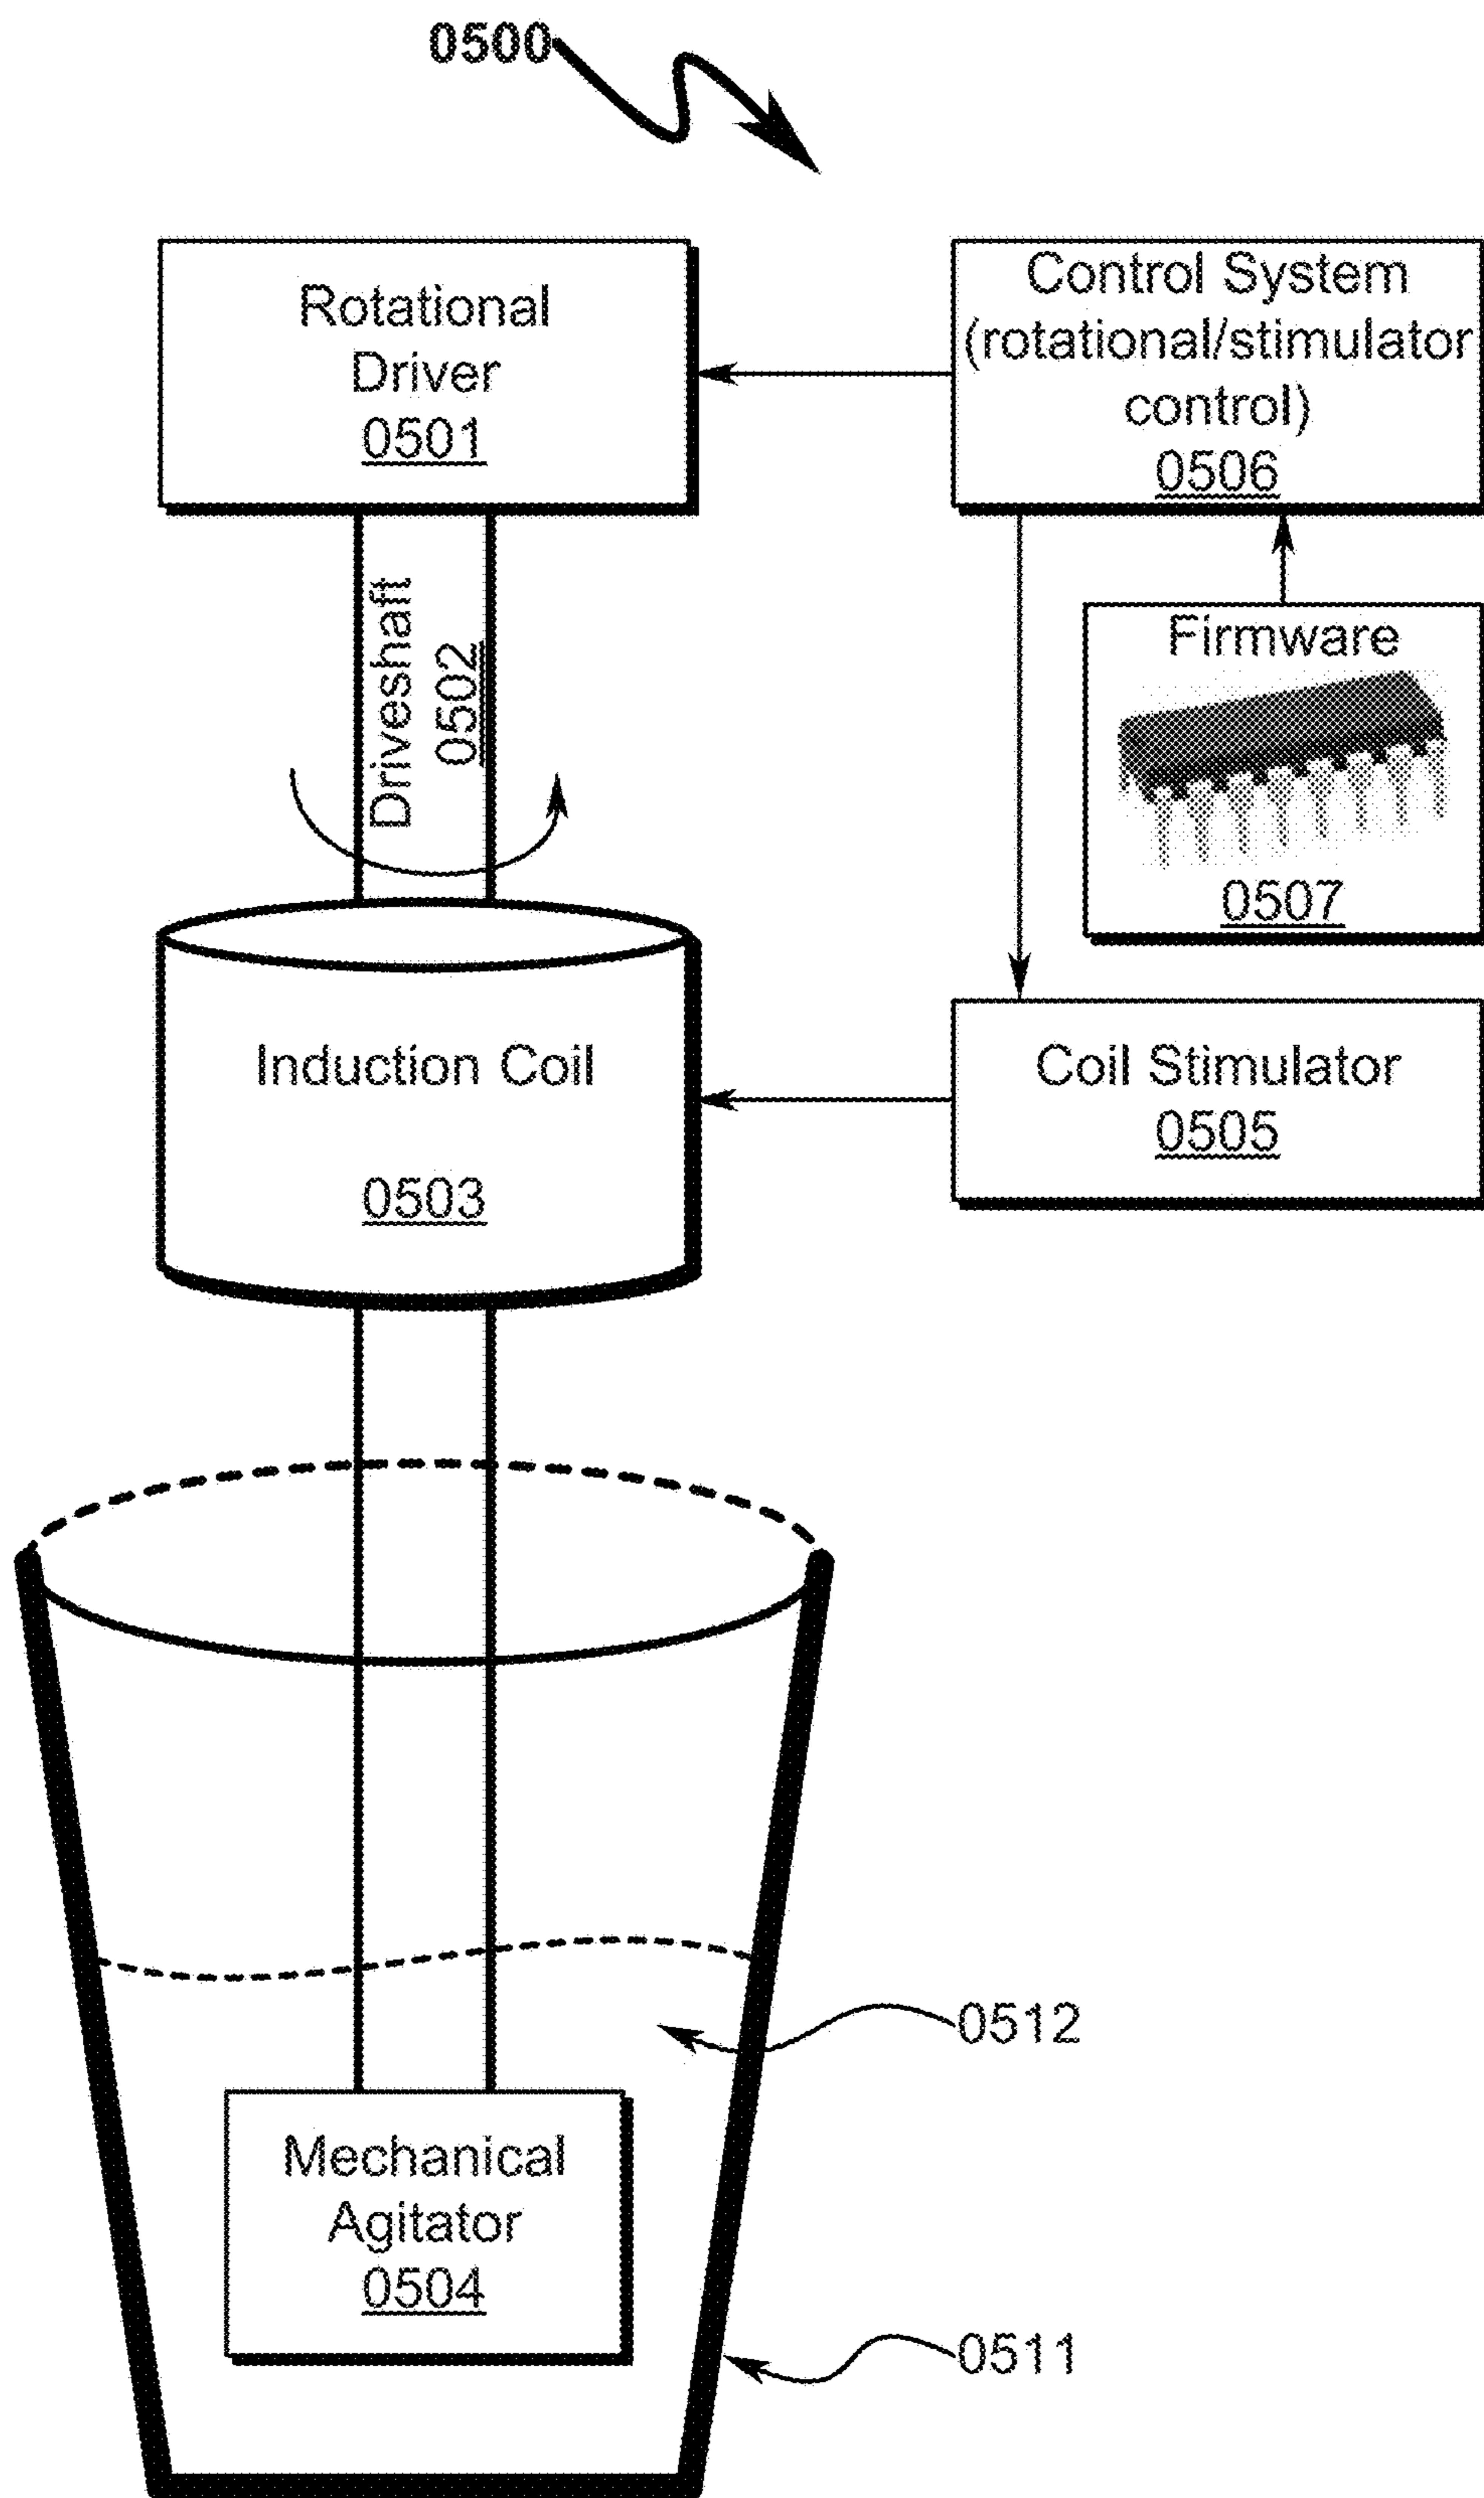 0500
Rotational
Driver
0501
Control System
(rotational/stimulator
control)
0506
Driveshaft
0502
Firmware
0507
Induction Coil
0503
Coil Stimulator
0505
0512
Mechanical
Agitator
0504
0511